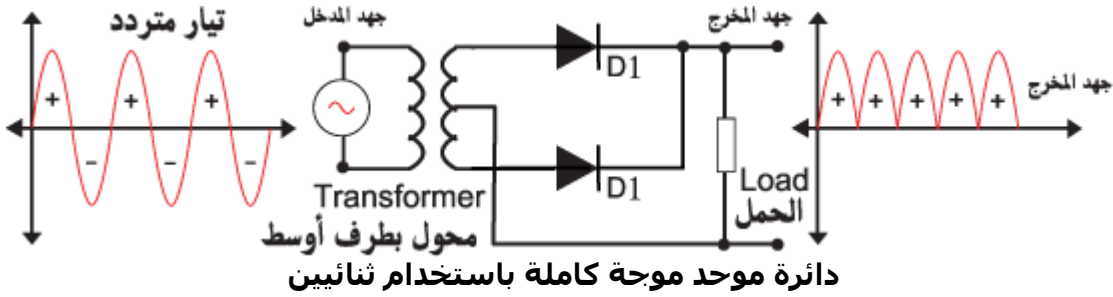 تيار متردد
جهد المدخل
جهد المخرج
D1
جهد المخرج
+ + +
- - -
+ + + + +
D1
Load
الحمل
Transformer
محول بطرف أوسط
دائرة موحد موجة كاملة باستخدام ثنائيين